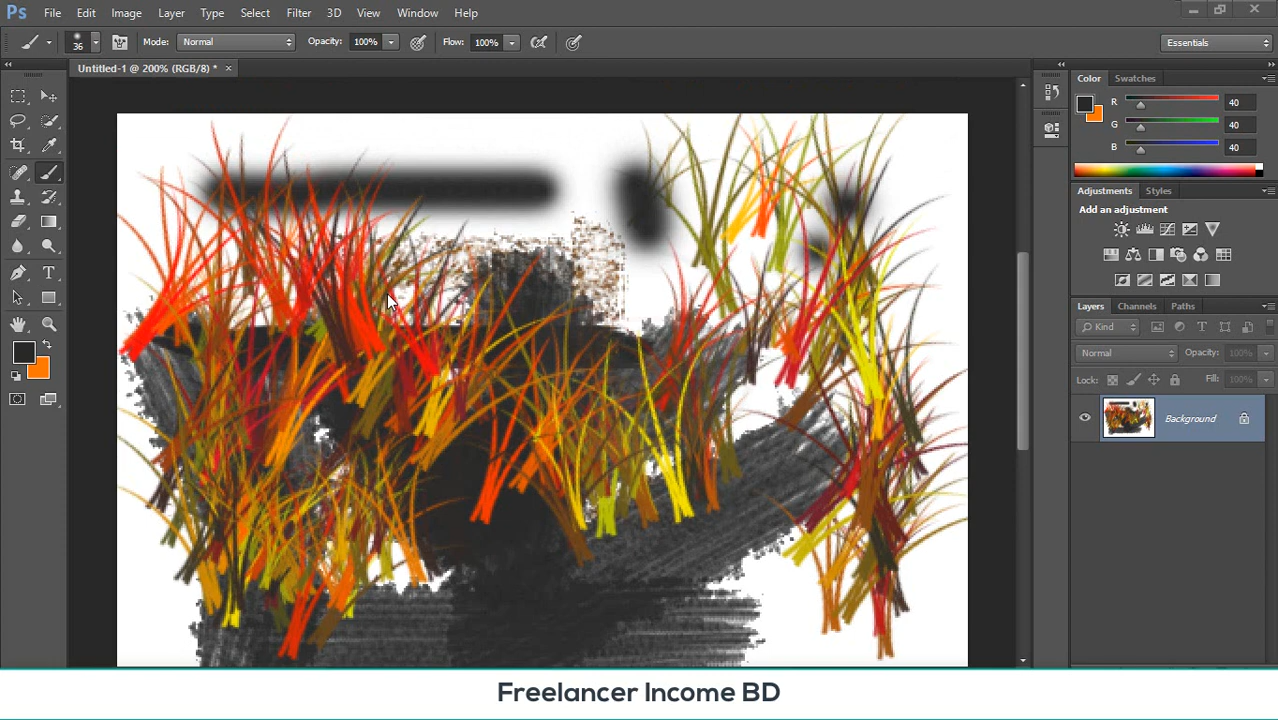 Ps File Edit Image Layer Type Select Filter 3D View Window Help
36 Mode: Normal Opacity: 100% Flow: 100% Essentials
Untitled-1 @ 200% (RGB/8) * ×
Color Swatches
R 40
G 40
B 40
Adjustments Styles
Add an adjustment
Layers Channels Paths
Kind
Normal Opacity: 100%
Lock: Fill: 100%
Background
Freelancer Income BD